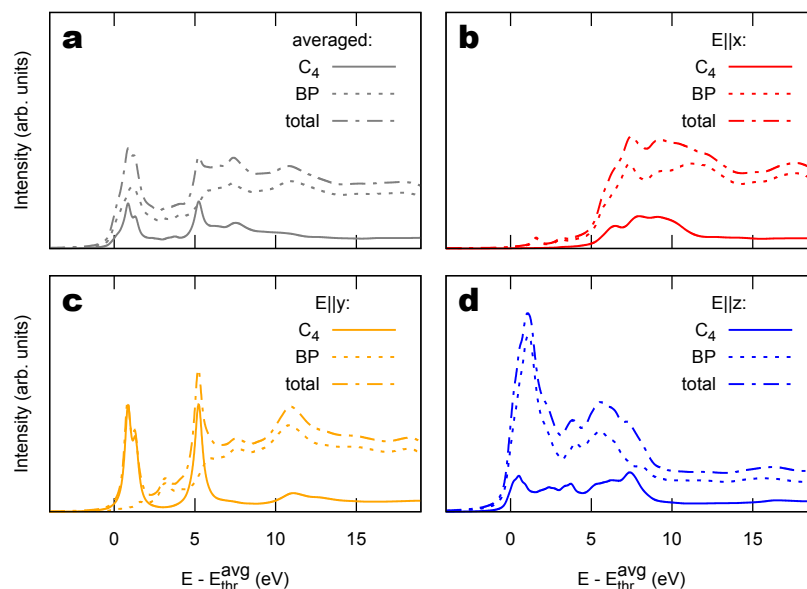 a
averaged:
C4
BP
total
Intensity (arb. units)
b
E||x:
C4
BP
total
c
E||y:
C4
BP
total
Intensity (arb. units)
0 5 10 15
E - E_thr^avg (eV)
d
E||z:
C4
BP
total
0 5 10 15
E - E_thr^avg (eV)